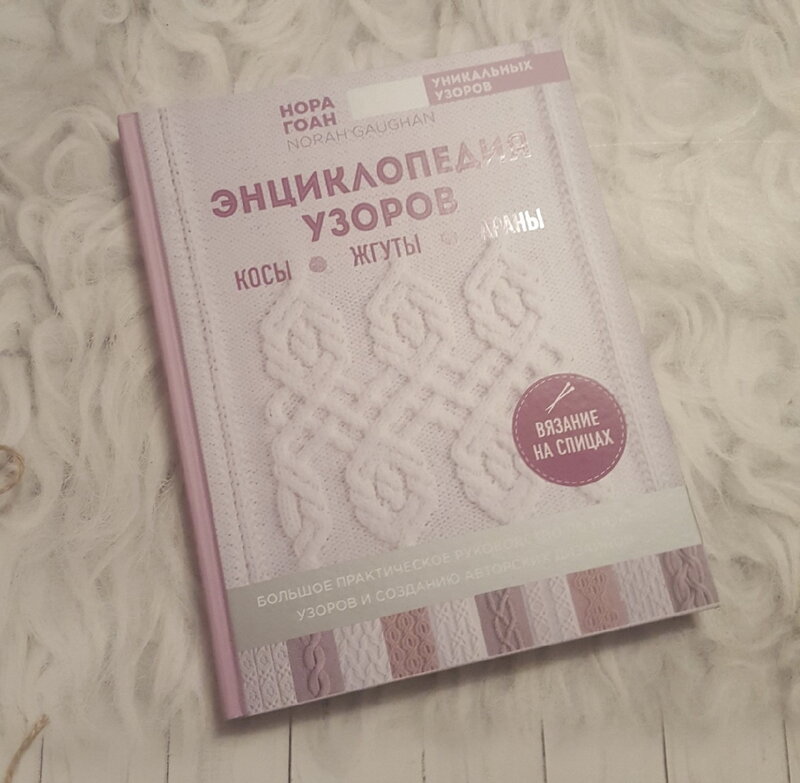 НОРА
ГОАН
NORAH GAUGHAN
УНИКАЛЬНЫХ
УЗОРОВ
ЭНЦИКЛОПЕДИЯ
УЗОРОВ
КОСЫ • ЖГУТЫ • АРАНЫ
ВЯЗАНИЕ
НА СПИЦАХ
БОЛЬШОЕ ПРАКТИЧЕСКОЕ РУКОВОДСТВО
УЗОРОВ И СОЗДАНИЮ АВТОРСКИХ